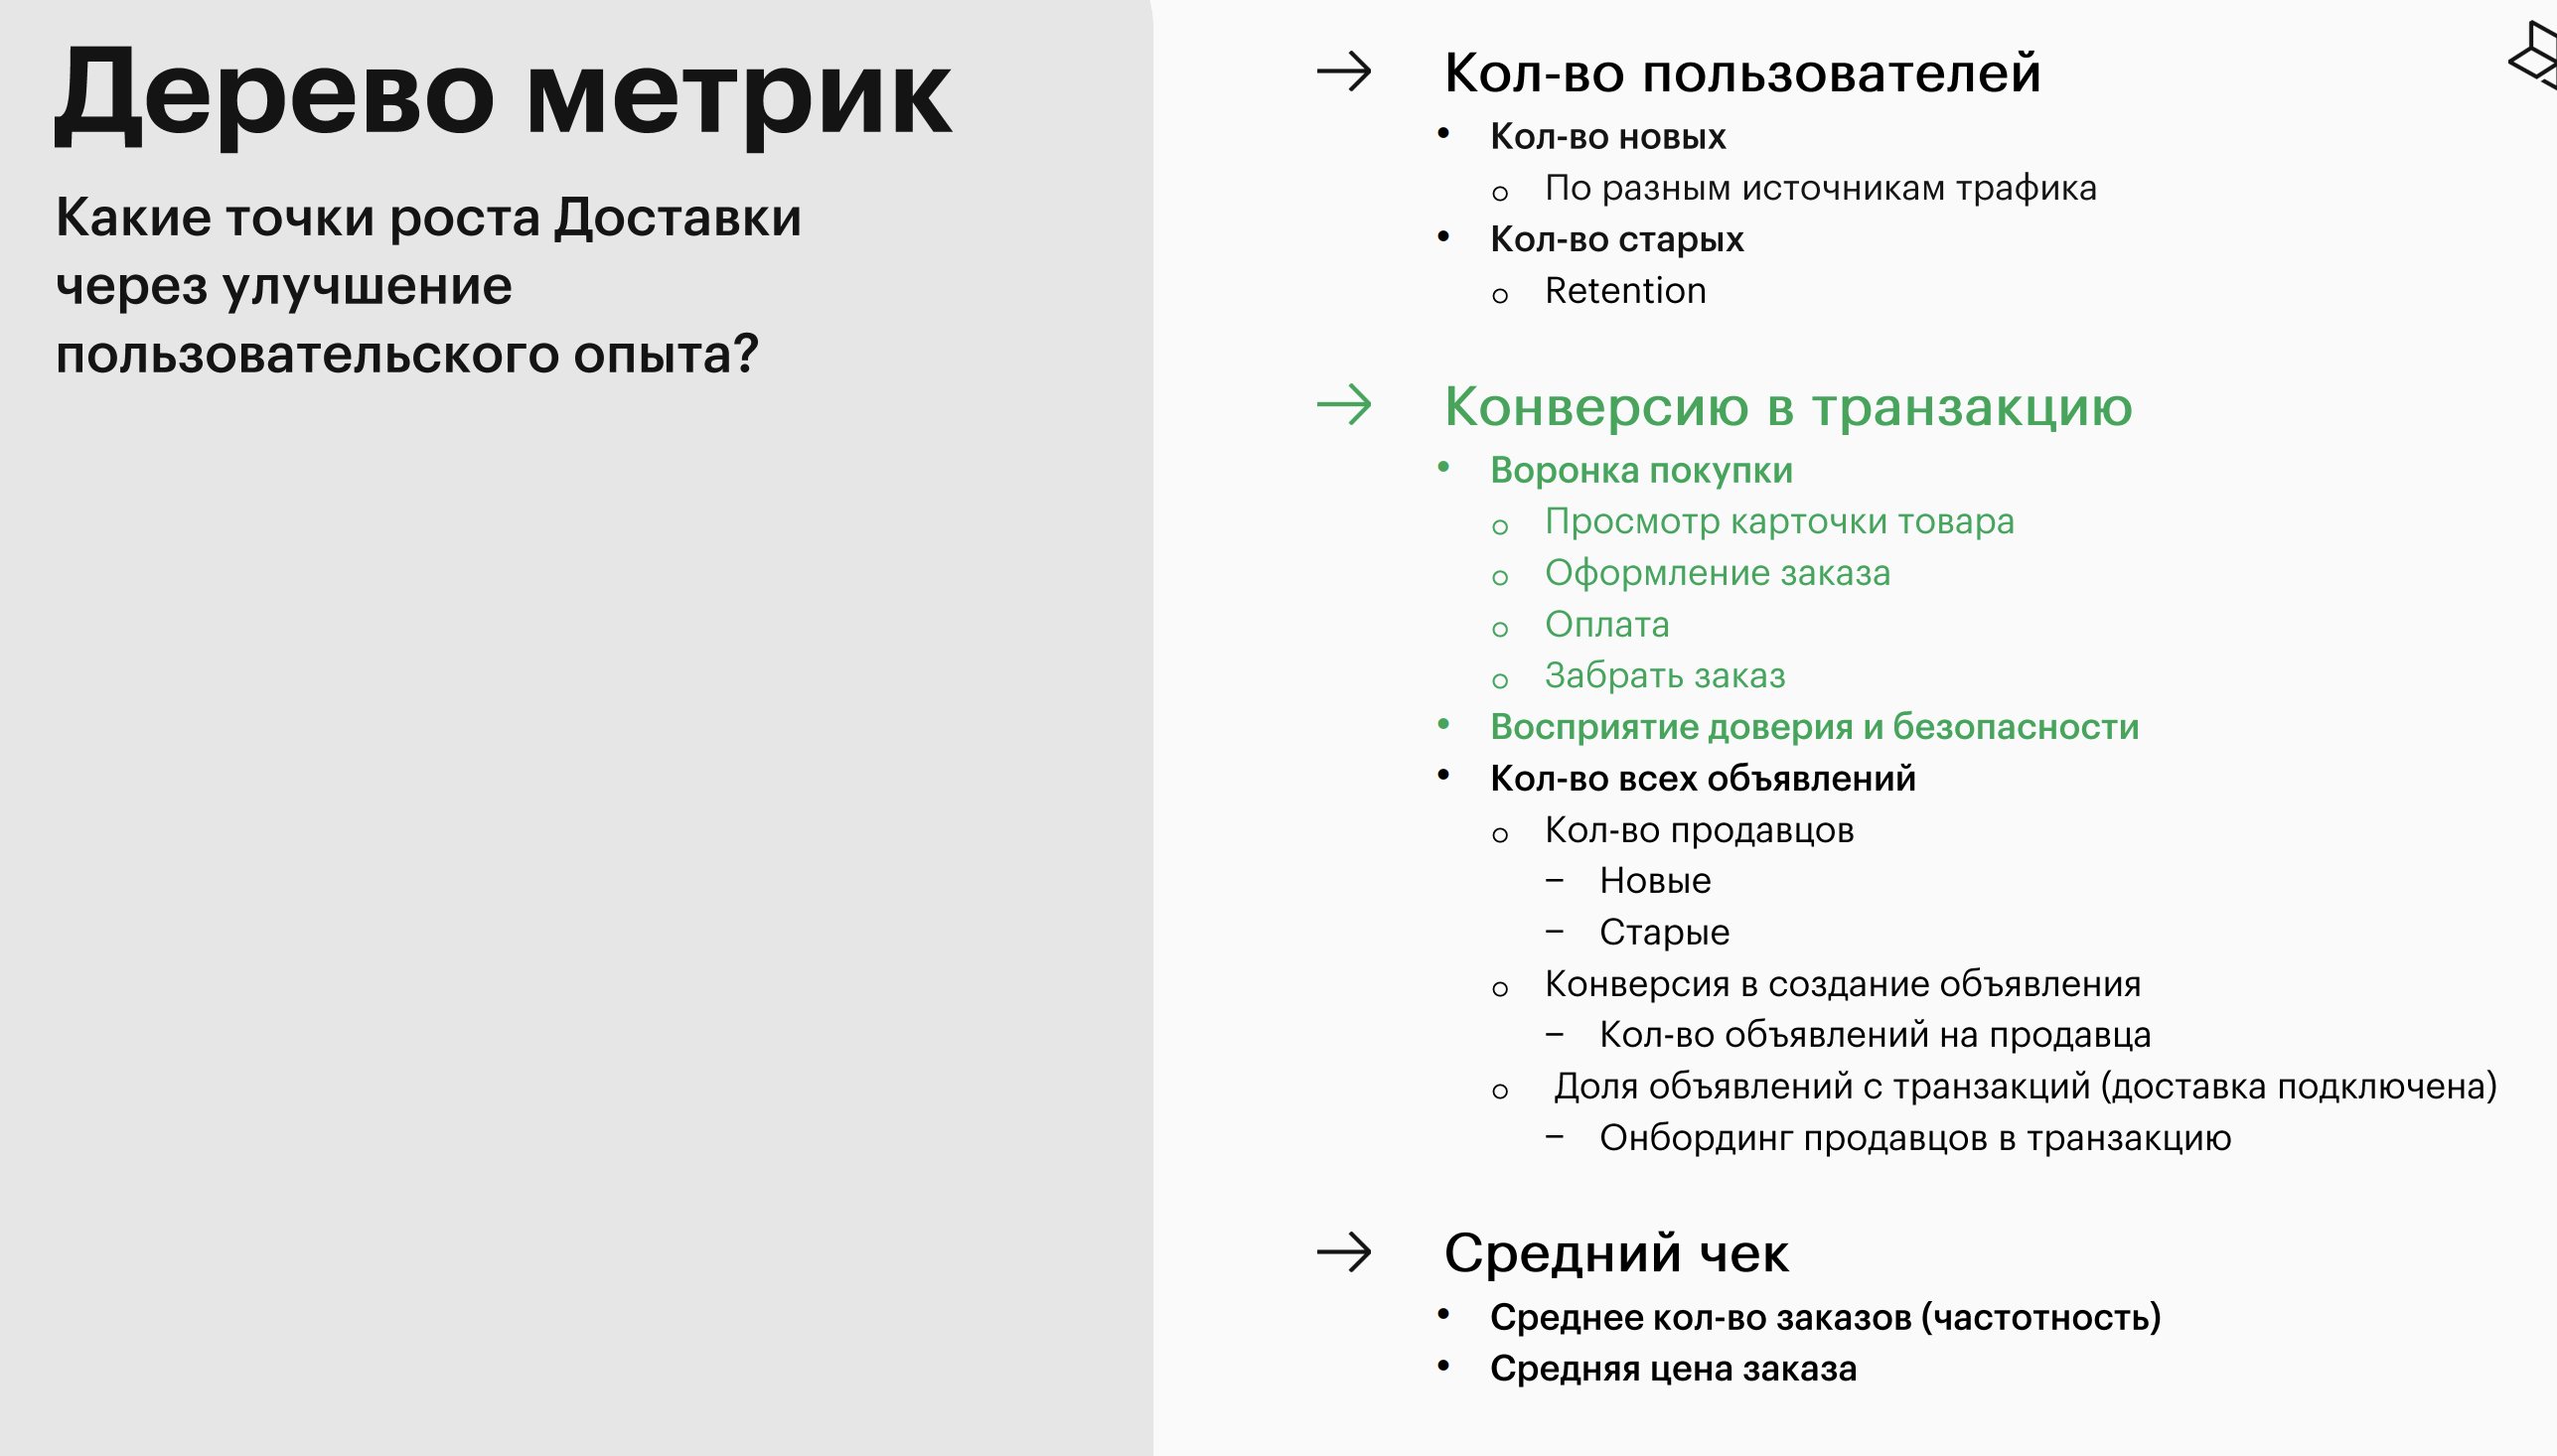 Дерево метрик
Какие точки роста Доставки
через улучшение
пользовательского опыта?
→ Кол-во пользователей
• Кол-во новых
○ По разным источникам трафика
• Кол-во старых
○ Retention
→ Конверсию в транзакцию
• Воронка покупки
○ Просмотр карточки товара
○ Оформление заказа
○ Оплата
○ Забрать заказ
• Восприятие доверия и безопасности
• Кол-во всех объявлений
○ Кол-во продавцов
– Новые
– Старые
○ Конверсия в создание объявления
– Кол-во объявлений на продавца
○ Доля объявлений с транзакций (доставка подключена)
– Онбординг продавцов в транзакцию
→ Средний чек
• Среднее кол-во заказов (частотность)
• Средняя цена заказа